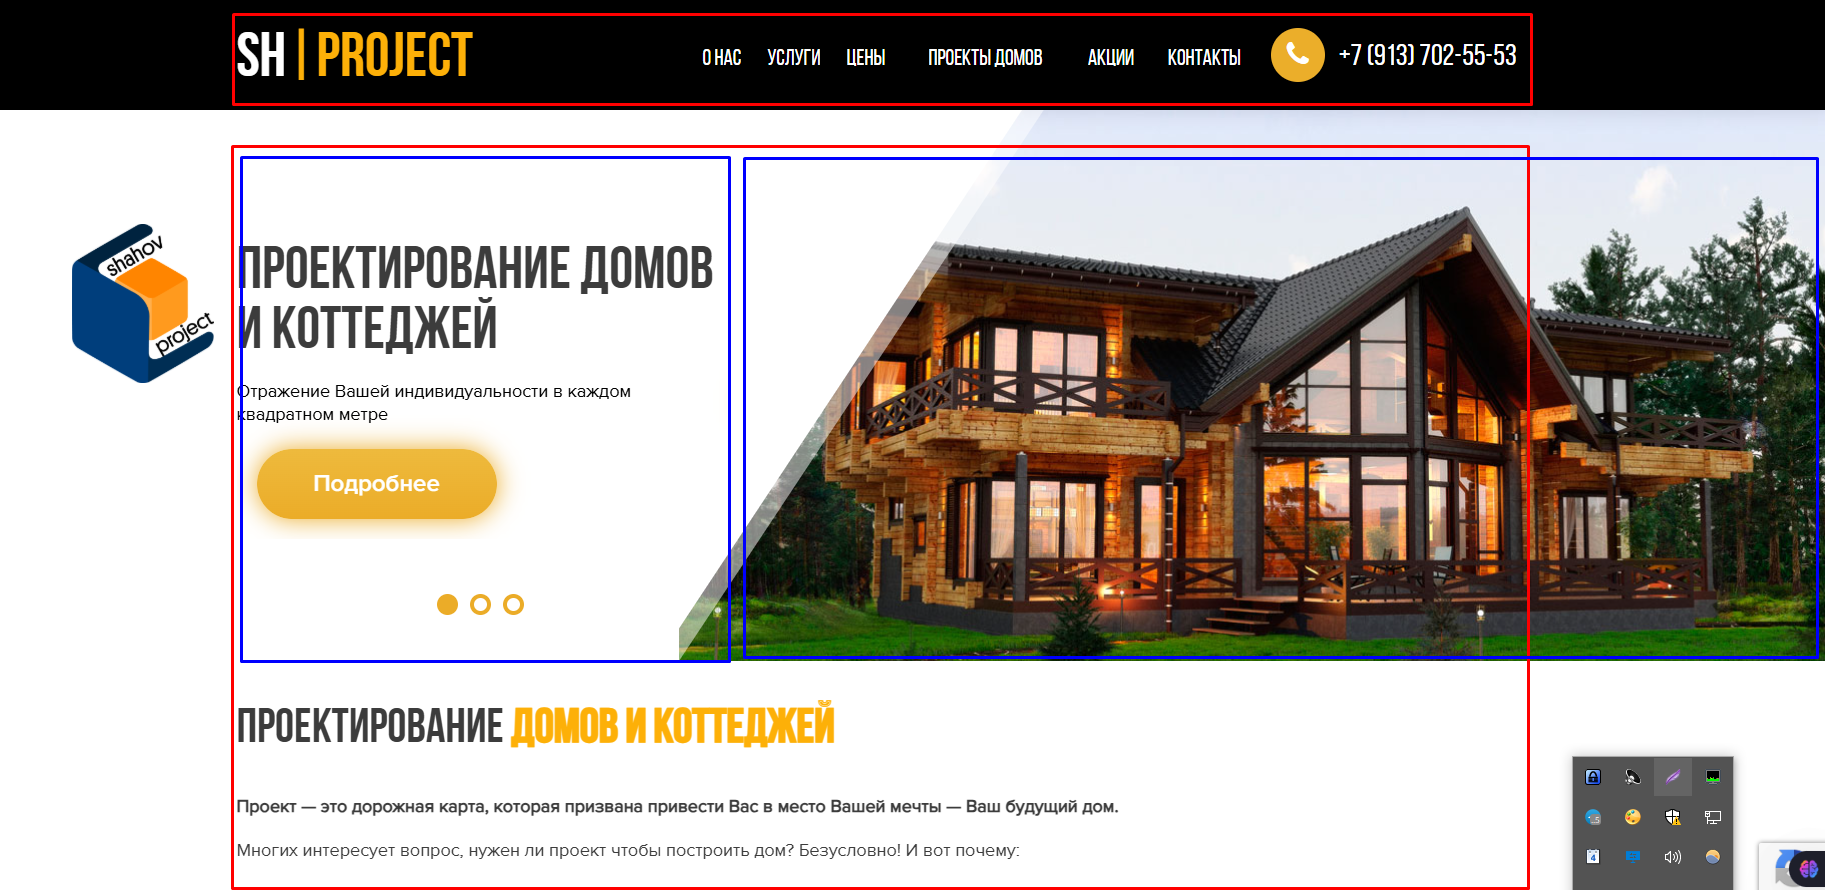 SH | PROJECT
О НАС УСЛУГИ ЦЕНЫ ПРОЕКТЫ ДОМОВ АКЦИИ КОНТАКТЫ +7 (913) 702-55-53
shahov
project
ПРОЕКТИРОВАНИЕ ДОМОВ
И КОТТЕДЖЕЙ
Отражение Вашей индивидуальности в каждом
квадратном метре
Подробнее
ПРОЕКТИРОВАНИЕ ДОМОВ И КОТТЕДЖЕЙ
Проект — это дорожная карта, которая призвана привести Вас в место Вашей мечты — Ваш будущий дом.
Многих интересует вопрос, нужен ли проект чтобы построить дом? Безусловно! И вот почему:
4